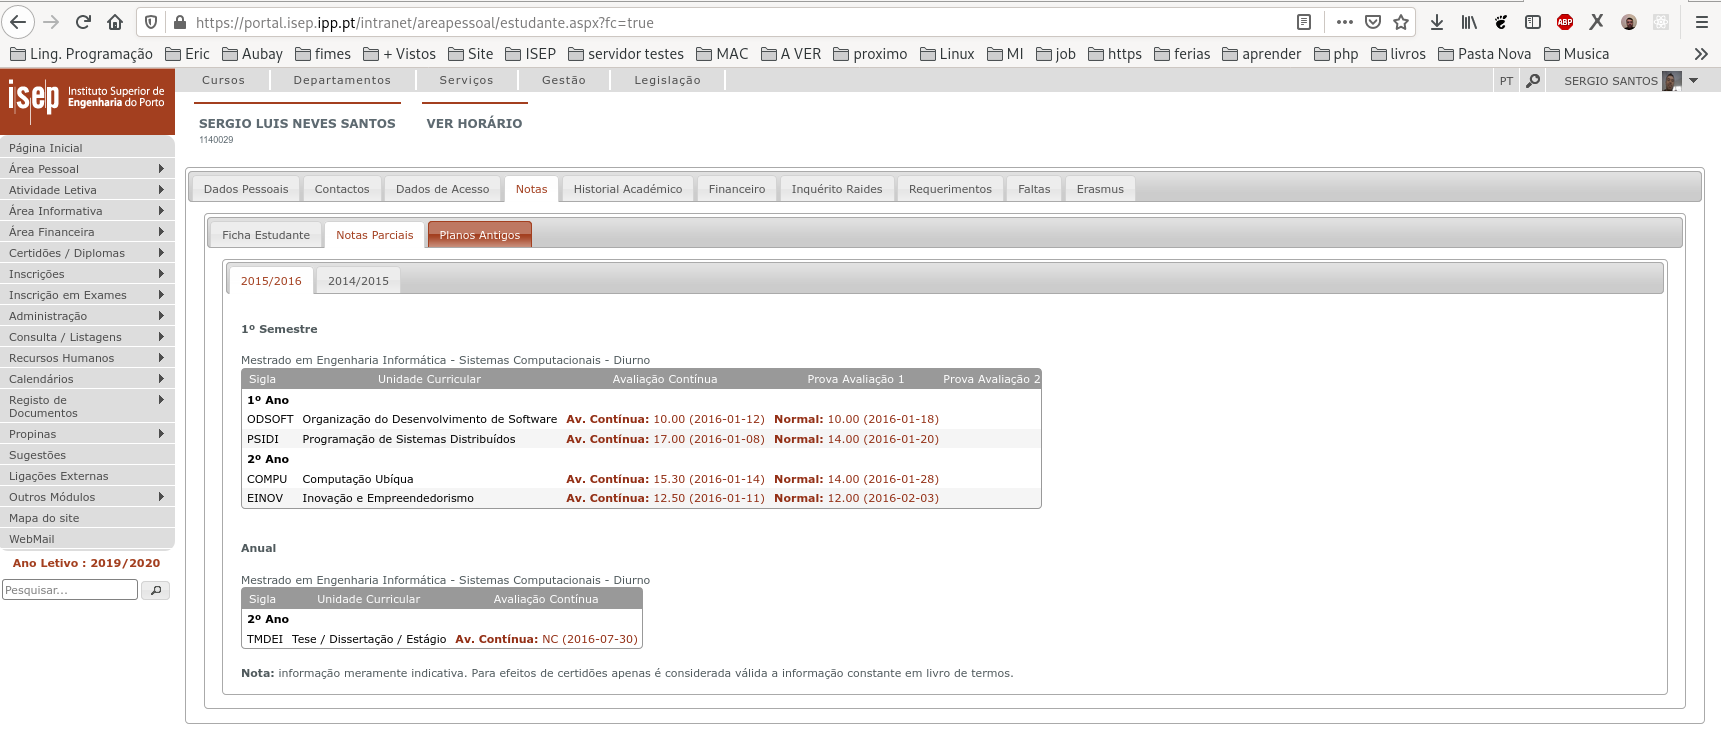 https://portal.isep.ipp.pt/intranet/areapessoal/estudante.aspx?fc=true
ABP
Ling. Programação Eric Aubay fimes + Vistos Site ISEP servidor testes MAC A VER proximo Linux MI job https ferias aprender php livros Pasta Nova Musica
isep Instituto Superior de
Engenharia do Porto
Cursos Departamentos Serviços Gestão Legislação PT SERGIO SANTOS
SERGIO LUIS NEVES SANTOS VER HORÁRIO
1140029
Página Inicial
Área Pessoal
Atividade Letiva
Área Informativa
Área Financeira
Certidões / Diplomas
Inscrições
Inscrição em Exames
Administração
Consulta / Listagens
Recursos Humanos
Calendários
Registo de
Documentos
Propinas
Sugestões
Ligações Externas
Outros Módulos
Mapa do site
WebMail
Ano Letivo : 2019/2020
Pesquisar...
Dados Pessoais Contactos Dados de Acesso Notas Historial Académico Financeiro Inquérito Raides Requerimentos Faltas Erasmus
Ficha Estudante Notas Parciais Planos Antigos
2015/2016 2014/2015
1º Semestre
Mestrado em Engenharia Informática - Sistemas Computacionais - Diurno
Sigla Unidade Curricular Avaliação Contínua Prova Avaliação 1 Prova Avaliação 2
1º Ano
ODSOFT Organização do Desenvolvimento de Software Av. Contínua: 10.00 (2016-01-12) Normal: 10.00 (2016-01-18)
PSIDI Programação de Sistemas Distribuídos Av. Contínua: 17.00 (2016-01-08) Normal: 14.00 (2016-01-20)
2º Ano
COMPU Computação Ubíqua Av. Contínua: 15.30 (2016-01-14) Normal: 14.00 (2016-01-28)
EINOV Inovação e Empreendedorismo Av. Contínua: 12.50 (2016-01-11) Normal: 12.00 (2016-02-03)
Anual
Mestrado em Engenharia Informática - Sistemas Computacionais - Diurno
Sigla Unidade Curricular Avaliação Contínua
2º Ano
TMDEI Tese / Dissertação / Estágio Av. Contínua: NC (2016-07-30)
Nota: informação meramente indicativa. Para efeitos de certidões apenas é considerada válida a informação constante em livro de termos.